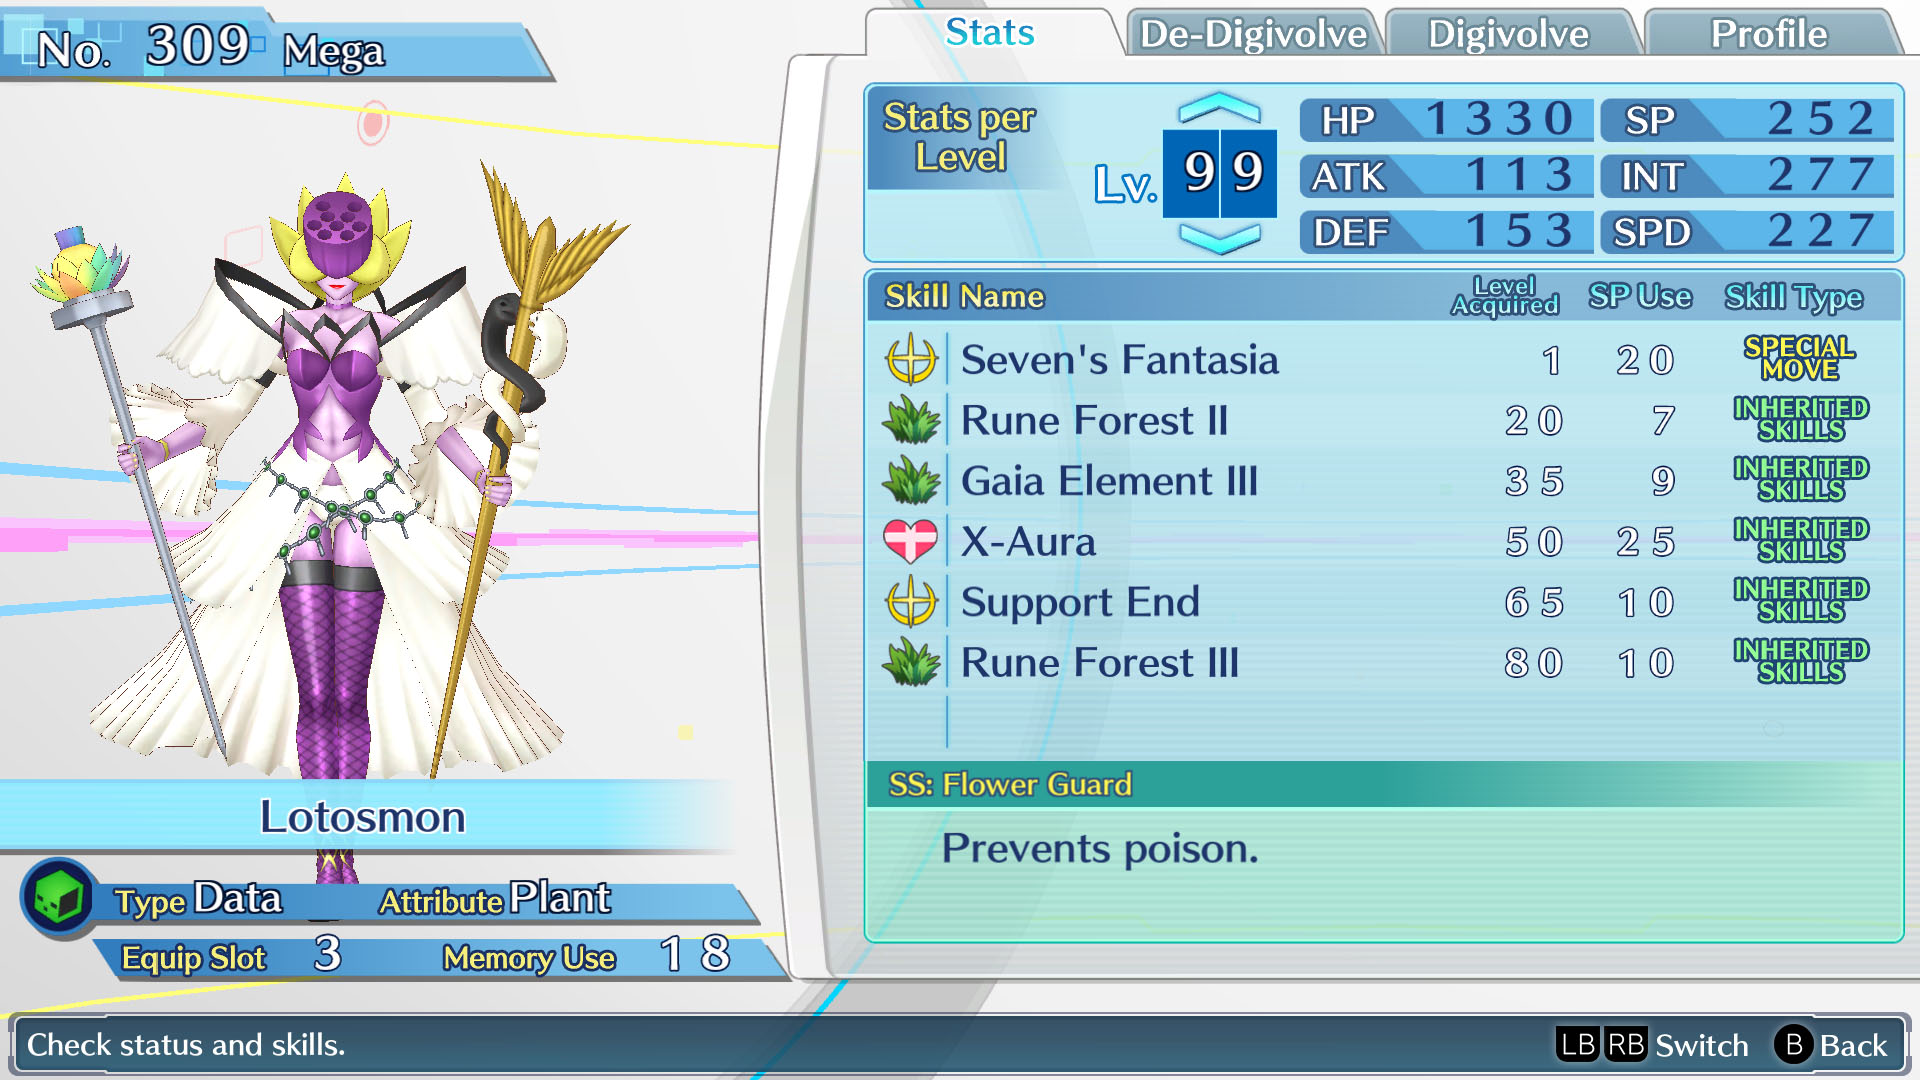 No. 309 Mega
Stats
De-Digivolve
Digivolve
Profile
Stats per
Level
Lv. 99
HP 1330
SP 252
ATK 113
INT 277
DEF 153
SPD 227
Skill Name
Level
Acquired
SP Use
Skill Type
Seven's Fantasia 1 20 SPECIAL
MOVE
Rune Forest II 20 7 INHERITED
SKILLS
Gaia Element III 35 9 INHERITED
SKILLS
X-Aura 50 25 INHERITED
SKILLS
Support End 65 10 INHERITED
SKILLS
Rune Forest III 80 10 INHERITED
SKILLS
SS: Flower Guard
Prevents poison.
Lotosmon
Type Data Attribute Plant
Equip Slot 3 Memory Use 18
Check status and skills.
LB RB Switch B Back